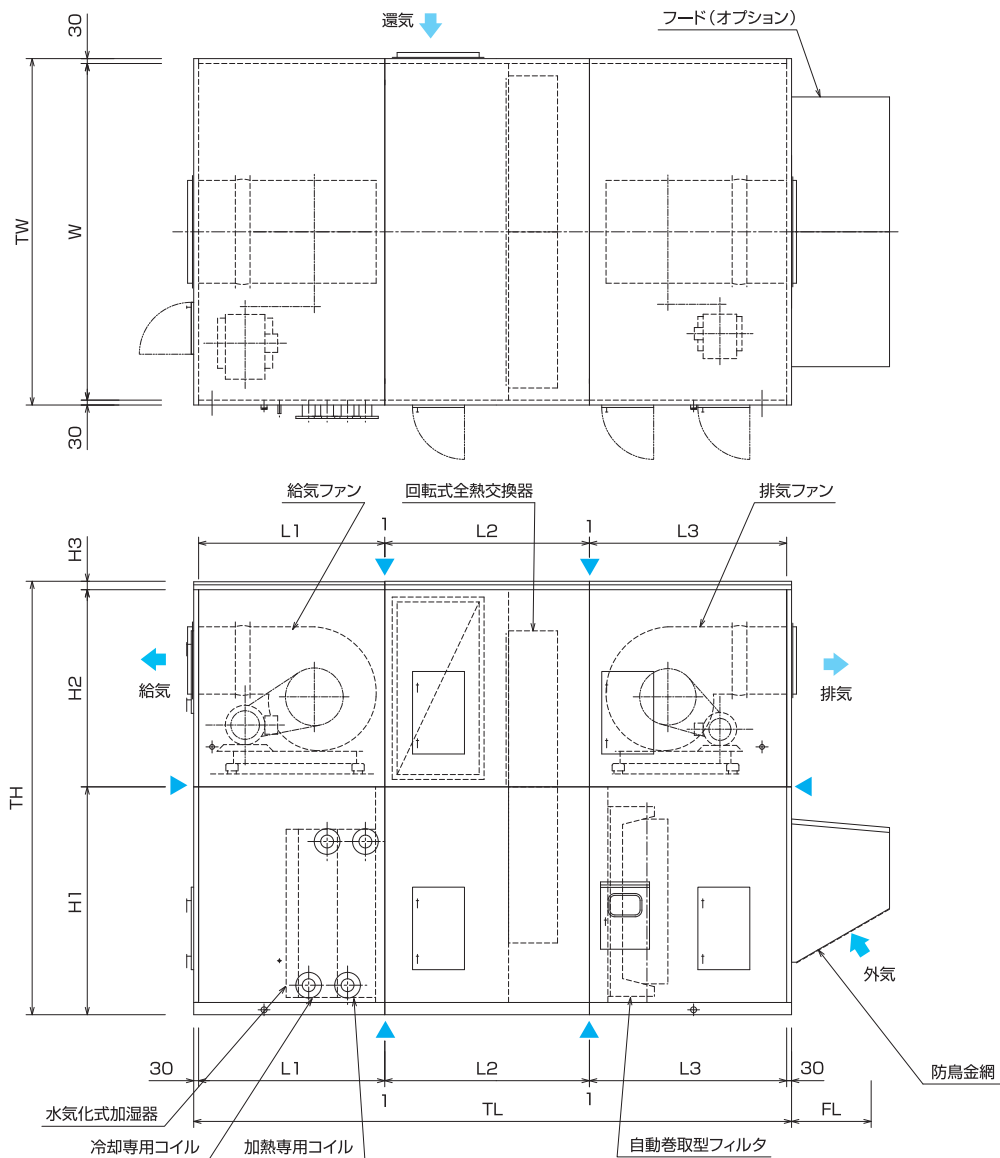 30
還気
フード(オプション)
TW
W
30
給気ファン
回転式全熱交換器
排気ファン
H3
L1
1
L2
1
L3
給気
排気
H2
TH
H1
外気
30
L1
L2
L3
30
防鳥金網
水気化式加湿器
1
TL
1
FL
冷却専用コイル
加熱専用コイル
自動巻取型フィルタ